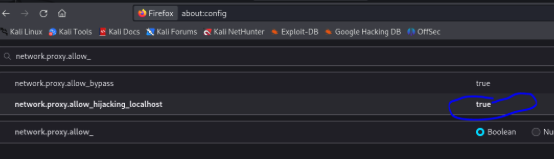 Firefox about:config
Kali Linux Kali Tools Kali Docs Kali Forums Kali NetHunter Exploit-DB Google Hacking DB OffSec
network.proxy.allow_
network.proxy.allow_bypass true
network.proxy.allow_hijacking_localhost true
network.proxy.allow_ Boolean Nu